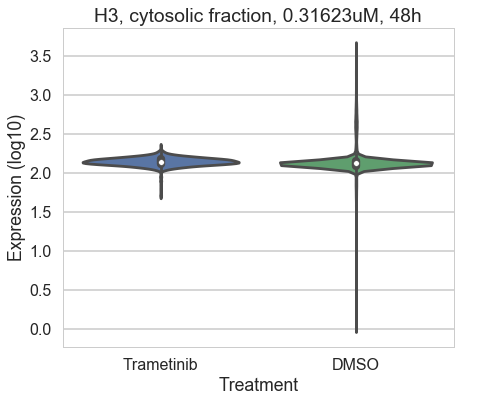 H3, cytosolic fraction, 0.31623uM, 48h
Expression (log10)
3.5
3.0
2.5
2.0
1.5
1.0
0.5
0.0
Trametinib DMSO
Treatment